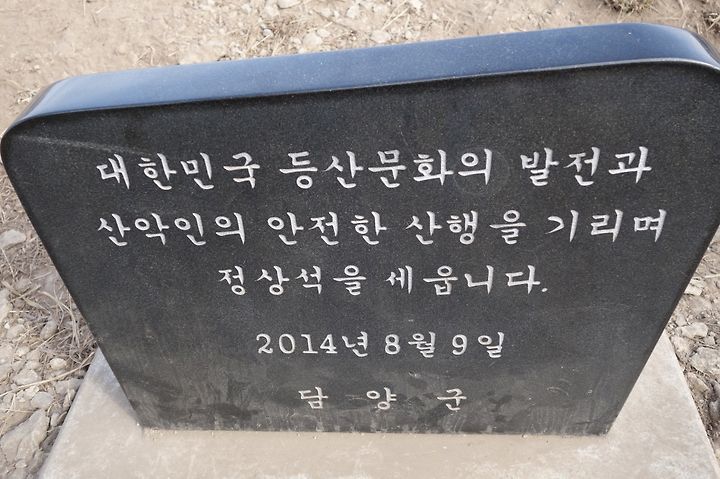 대한민국 등산문화의 발전과
산악인의 안전한 산행을 기리며
정상석을 세웁니다.
2014년 8월 9일
담 양 군